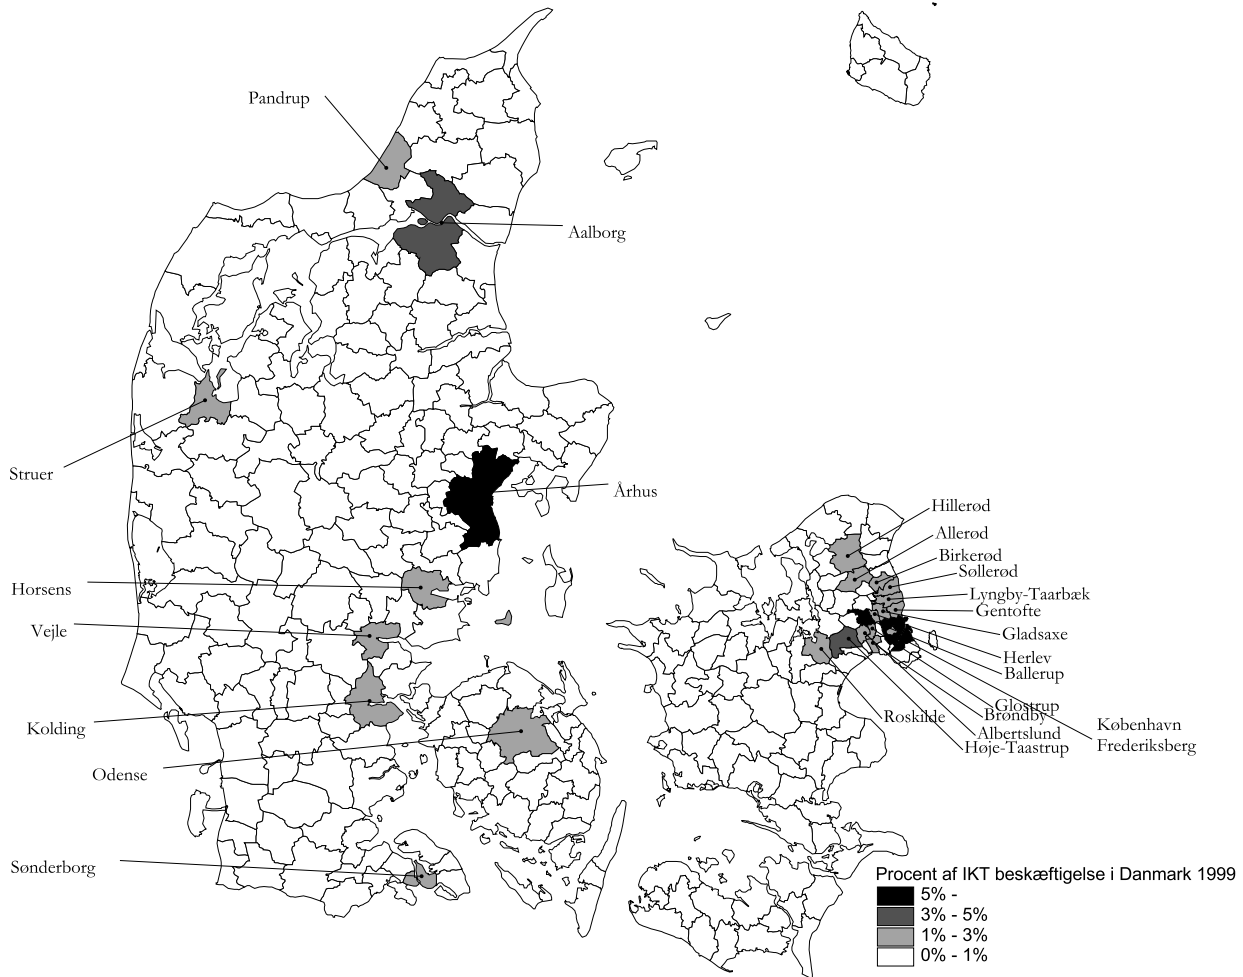 Pandrup
Aalborg
Struer
Århus
Hillerød
Allerød
Birkerød
Søllerød
Horsens
Lyngby-Taarbæk
Gentofte
Vejle
Gladsaxe
Herlev
Ballerup
Glostrup
Roskilde
Brøndby
København
Kolding
Albertslund
Høje-Taastrup
Frederiksberg
Odense
Sønderborg
Procent af IKT beskæftigelse i Danmark 1999
5% -
3% - 5%
1% - 3%
0% - 1%